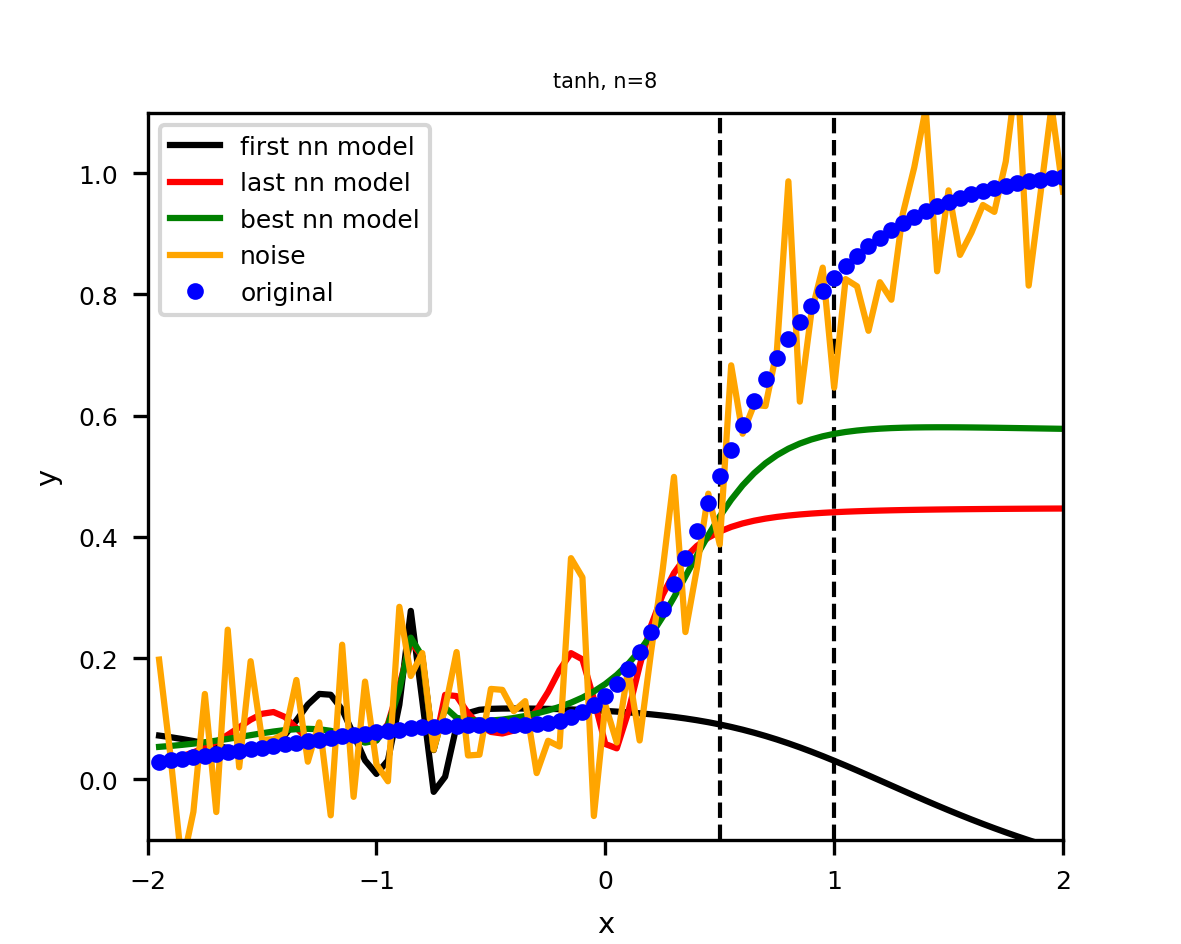 tanh, n=8
first nn model
last nn model
best nn model
noise
original
1.0
0.8
0.6
0.4
0.2
0.0
y
−2
−1
0
1
2
x